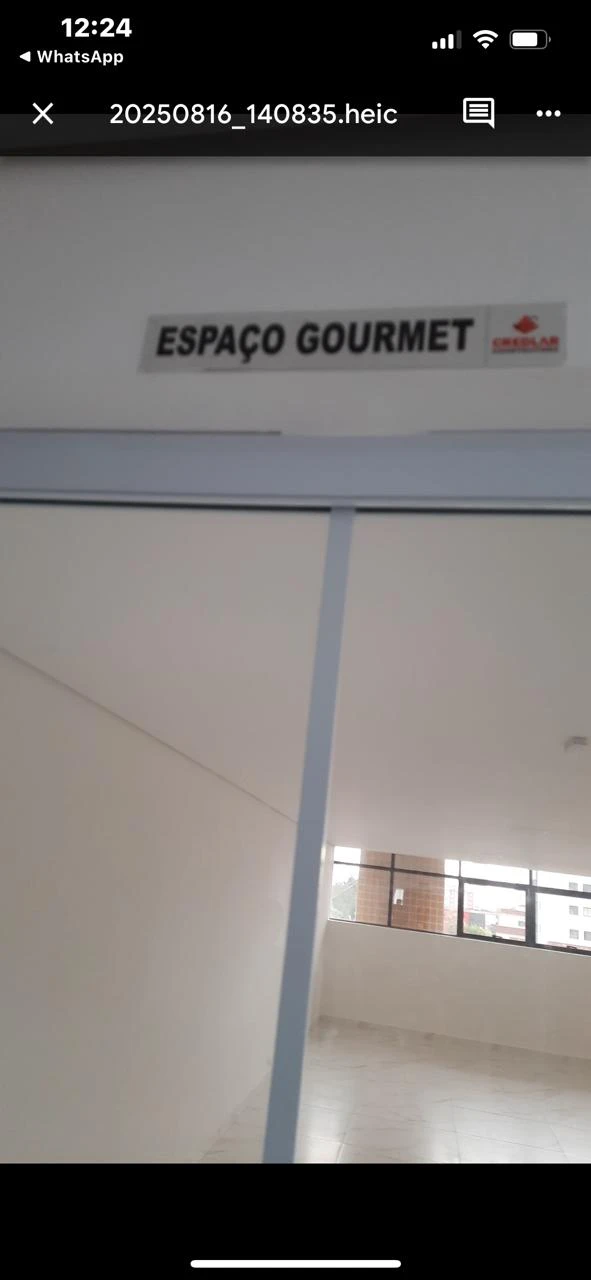 12:24
WhatsApp
20250816_140835.heic
ESPAÇO GOURMET
CREDLAR